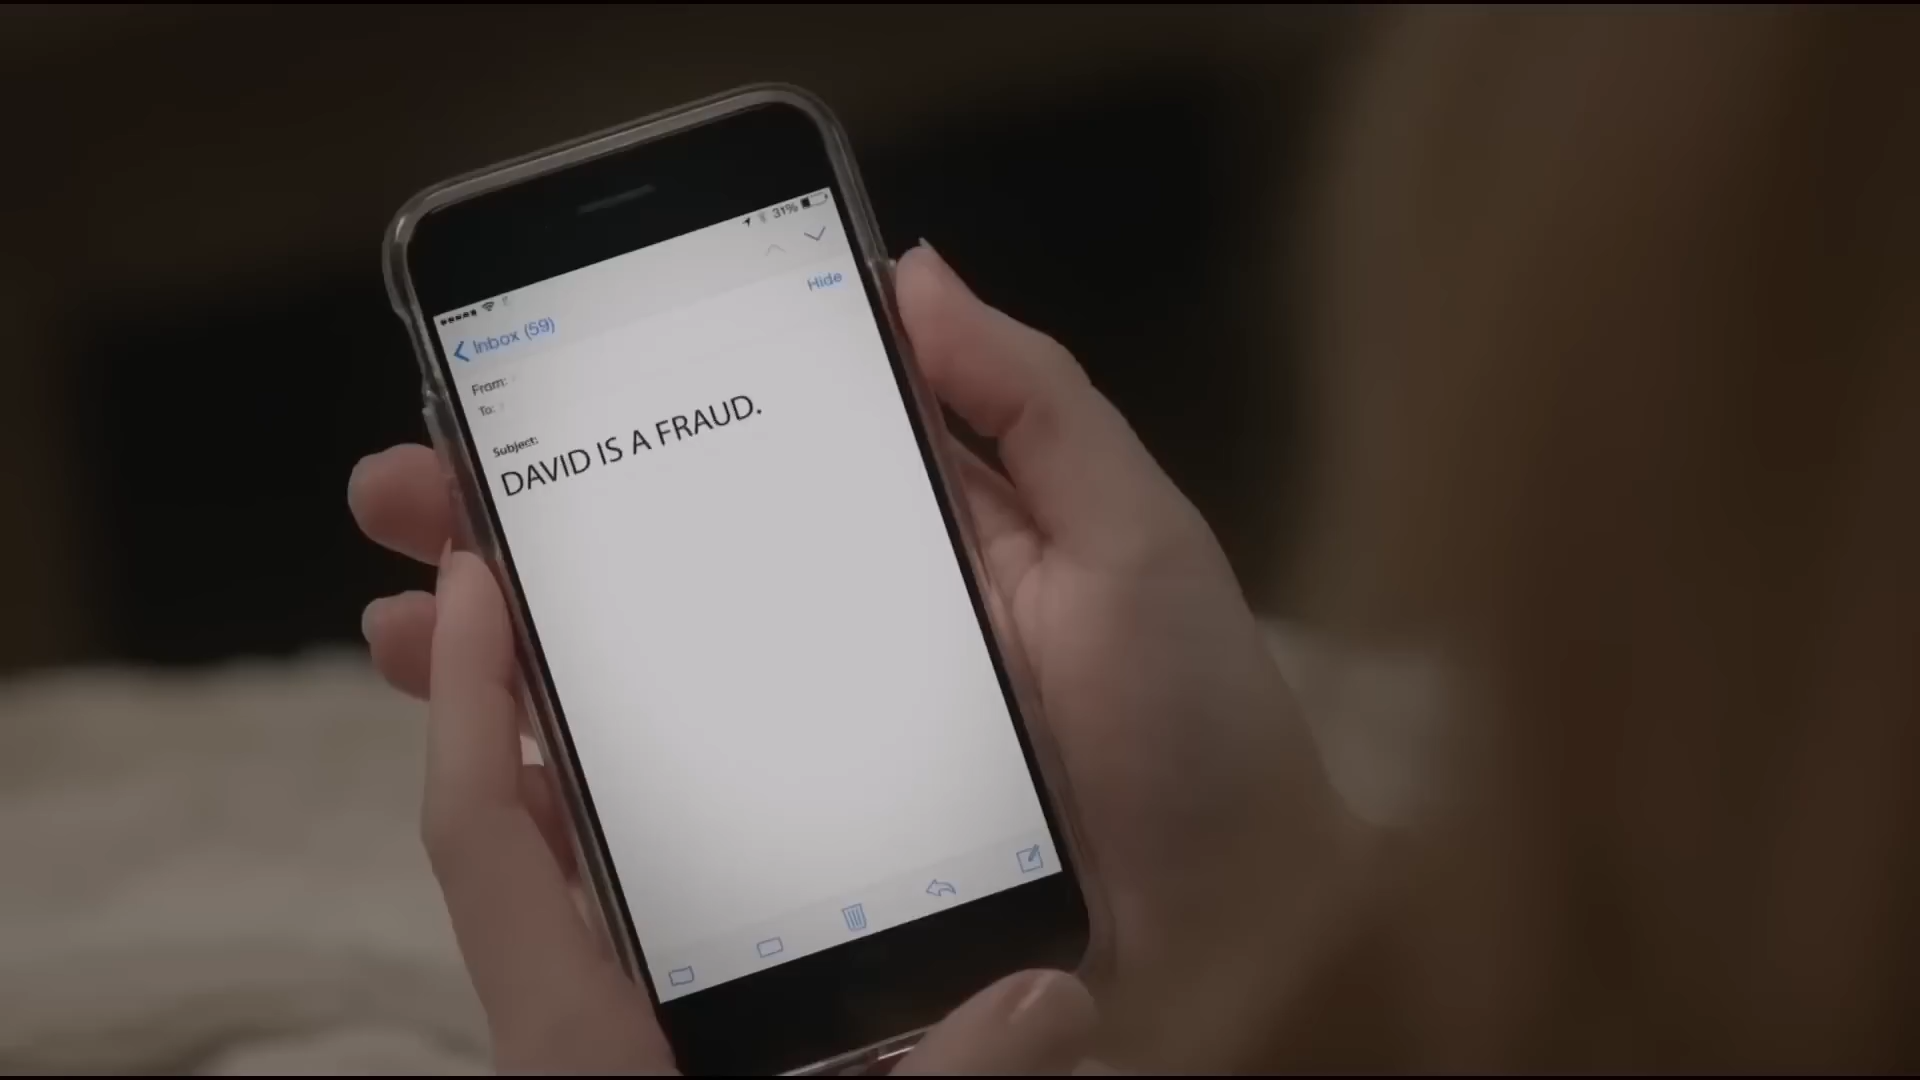 31%
Inbox (59)
Hide
From:
To:
Subject:
DAVID IS A FRAUD.